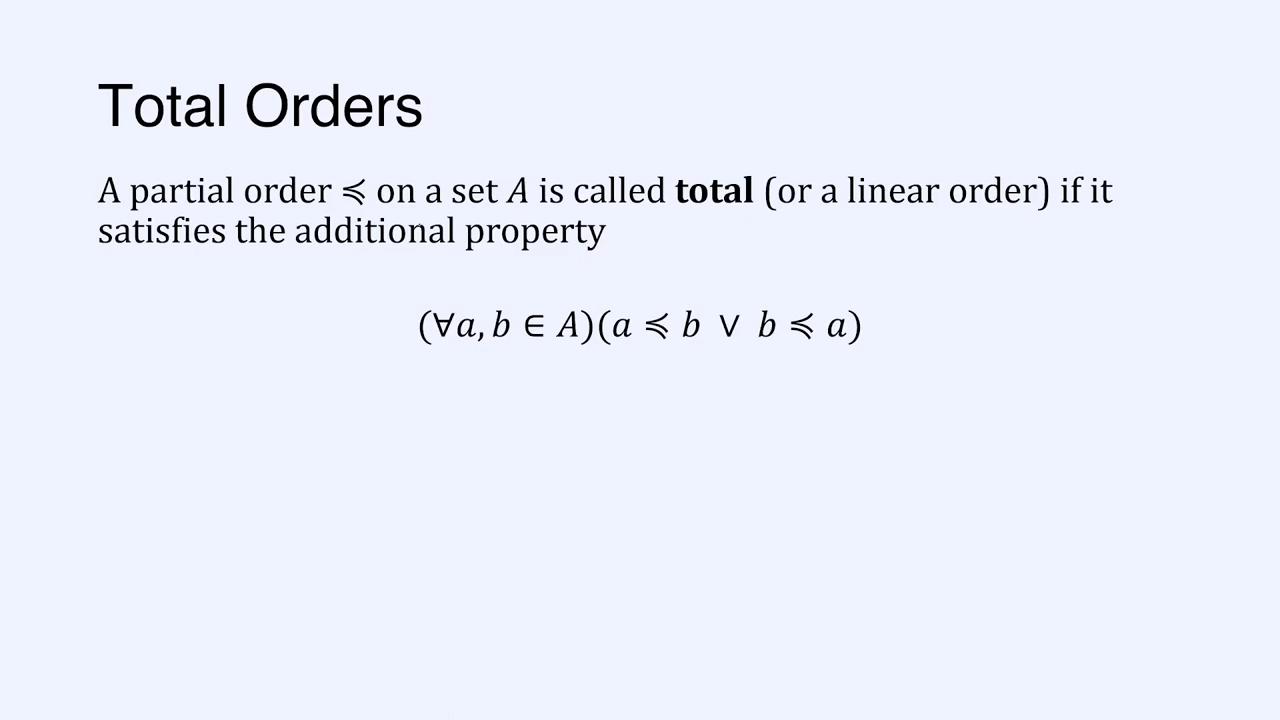 Total Orders
A partial order ≼ on a set A is called total (or a linear order) if it
satisfies the additional property
(∀a, b ∈ A)(a ≼ b ∨ b ≼ a)